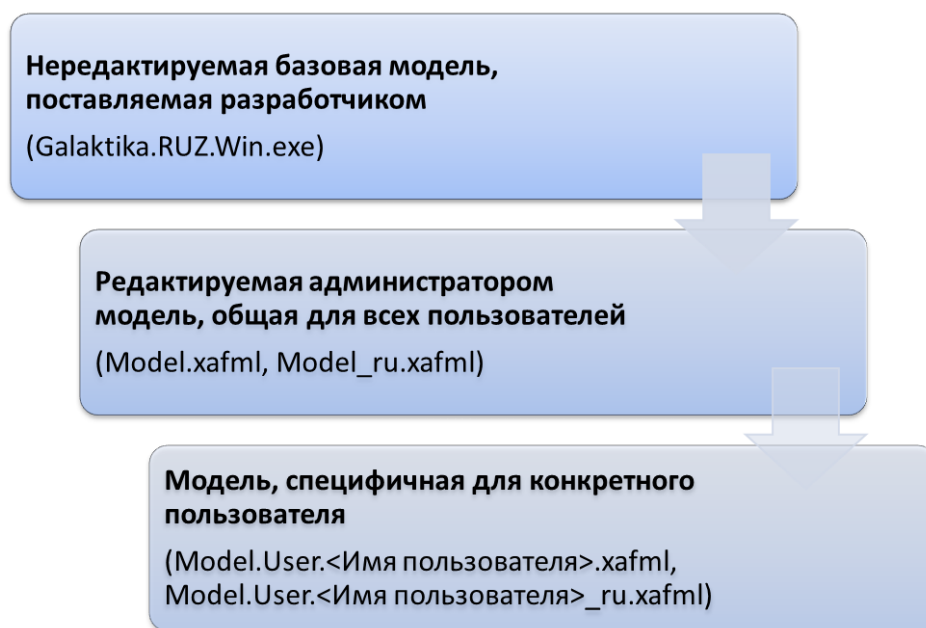 Нередактируемая базовая модель,
поставляемая разработчиком
(Galaktika.RUZ.Win.exe)
Редактируемая администратором
модель, общая для всех пользователей
(Model.xafml, Model_ru.xafml)
Модель, специфичная для конкретного
пользователя
(Model.User.<Имя пользователя>.xafml,
Model.User.<Имя пользователя>_ru.xafml)